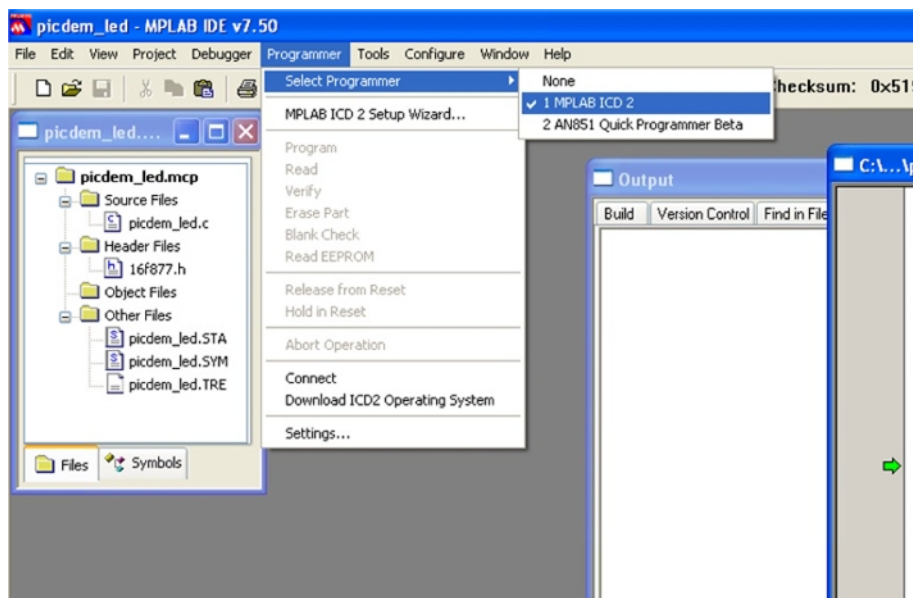 picdem_led - MPLAB IDE v7.50
File Edit View Project Debugger Programmer Tools Configure Window Help
Checksum: 0x519
Select Programmer
MPLAB ICD 2 Setup Wizard...
Program
Read
Verify
Erase Part
Blank Check
Read EEPROM
Release from Reset
Hold in Reset
Abort Operation
Connect
Download ICD2 Operating System
Settings...
None
1 MPLAB ICD 2
2 AN851 Quick Programmer Beta
picdem_led....
picdem_led.mcp
Source Files
picdem_led.c
Header Files
16f877.h
Object Files
Other Files
picdem_led.STA
picdem_led.SYM
picdem_led.TRE
Files Symbols
Output
Build Version Control Find in File
C:\...\p